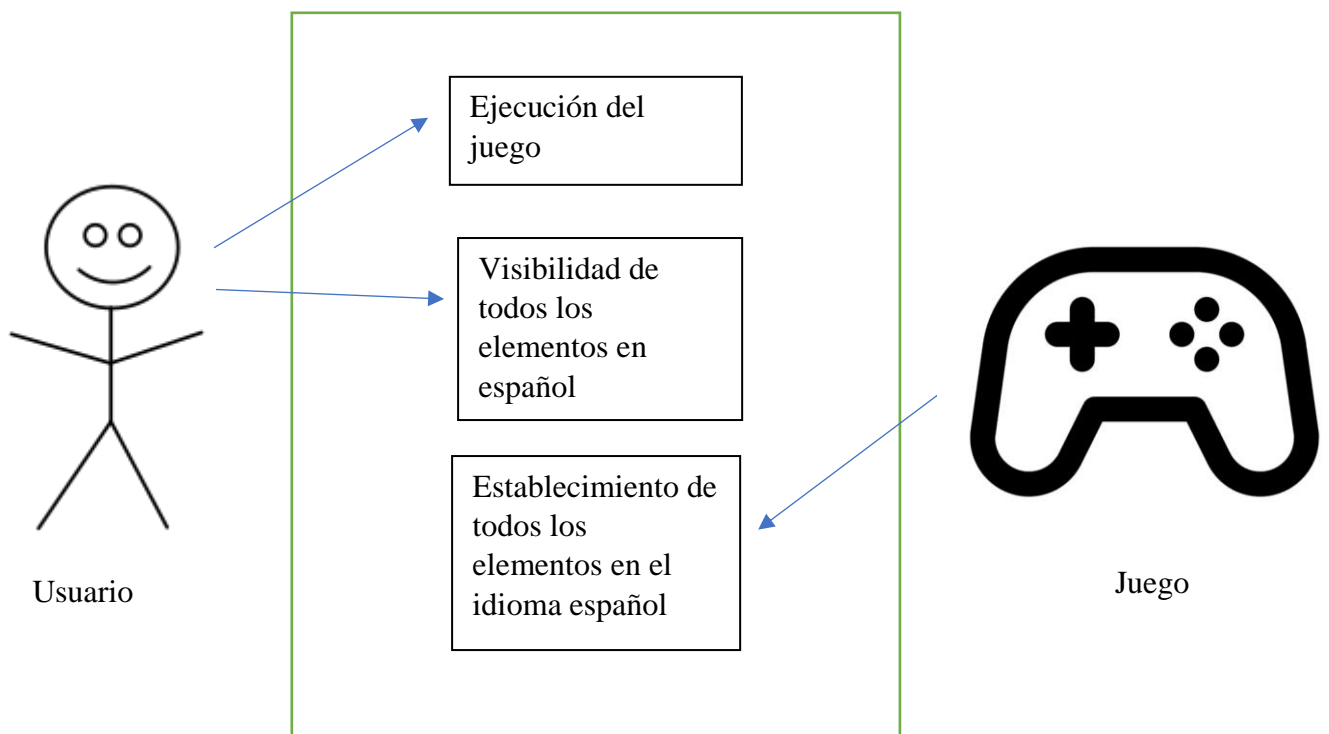 Ejecución del
juego
Visibilidad de
todos los
elementos en
español
Establecimiento de
todos los
elementos en el
idioma español
Usuario
Juego